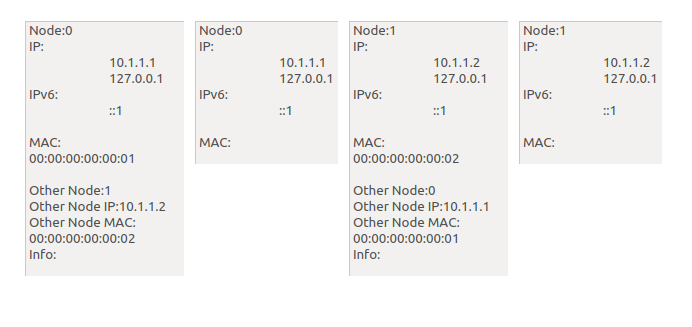 Node:0
IP:
10.1.1.1
127.0.0.1
IPv6:
::1
MAC:
00:00:00:00:00:01
Other Node:1
Other Node IP:10.1.1.2
Other Node MAC:
00:00:00:00:00:02
Info:
Node:0
IP:
10.1.1.1
127.0.0.1
IPv6:
::1
MAC:
Node:1
IP:
10.1.1.2
127.0.0.1
IPv6:
::1
MAC:
00:00:00:00:00:02
Other Node:0
Other Node IP:10.1.1.1
Other Node MAC:
00:00:00:00:00:01
Info:
Node:1
IP:
10.1.1.2
127.0.0.1
IPv6:
::1
MAC: